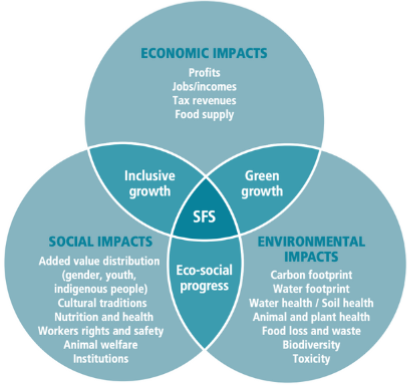 ECONOMIC IMPACTS
Profits
Jobs/incomes
Tax revenues
Food supply
Inclusive
growth
Green
growth
SFS
SOCIAL IMPACTS
Added value distribution
(gender, youth,
indigenous people)
Cultural traditions
Nutrition and health
Workers rights and safety
Animal welfare
Institutions
Eco-social
progress
ENVIRONMENTAL
IMPACTS
Carbon footprint
Water footprint
Water health / Soil health
Animal and plant health
Food loss and waste
Biodiversity
Toxicity